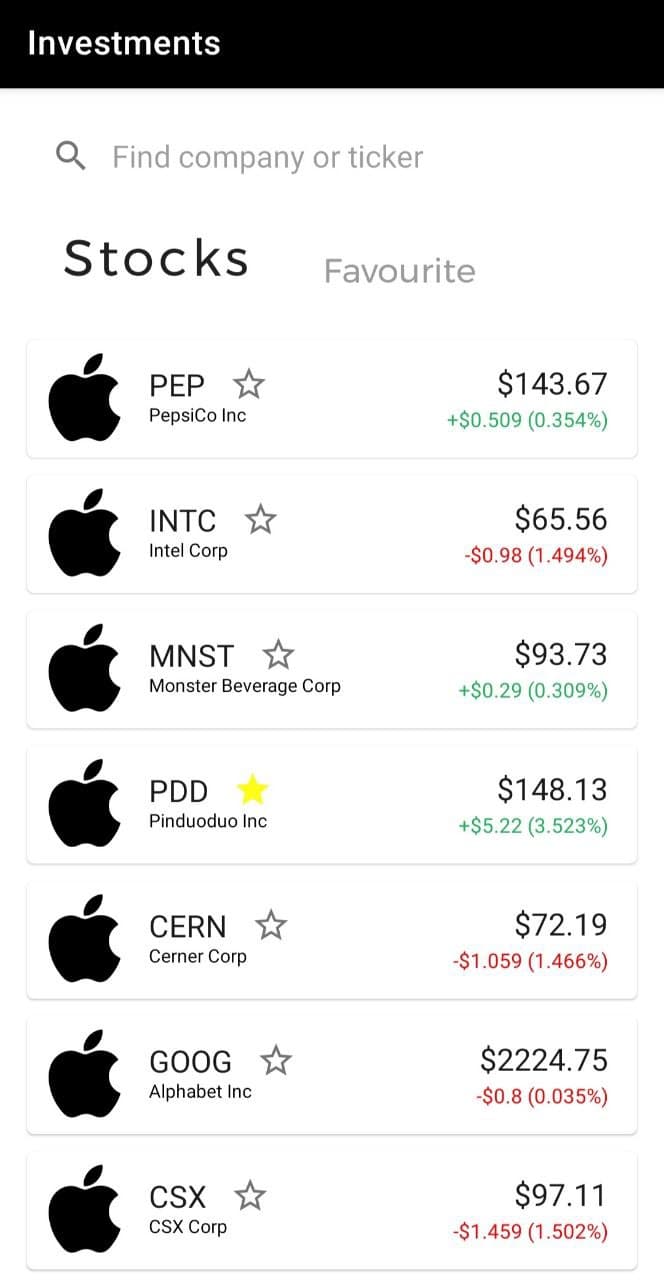 Investments
Find company or ticker
Stocks Favourite
PEP $143.67
PepsiCo Inc +$0.509 (0.354%)
INTC $65.56
Intel Corp -$0.98 (1.494%)
MNST $93.73
Monster Beverage Corp +$0.29 (0.309%)
PDD $148.13
Pinduoduo Inc +$5.22 (3.523%)
CERN $72.19
Cerner Corp -$1.059 (1.466%)
GOOG $2224.75
Alphabet Inc -$0.8 (0.035%)
CSX $97.11
CSX Corp -$1.459 (1.502%)